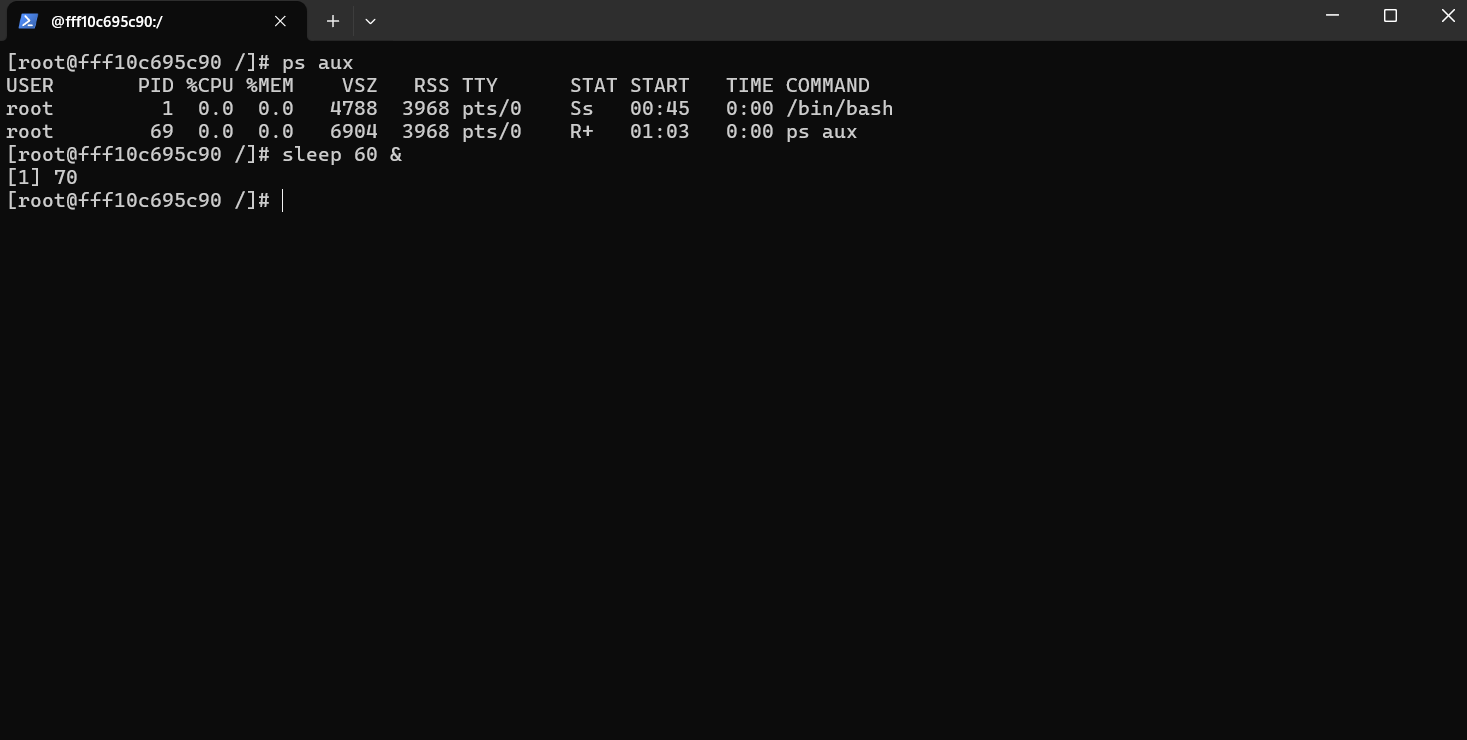 @fff10c695c90:/
[root@fff10c695c90 /]# ps aux
USER       PID %CPU %MEM    VSZ   RSS TTY      STAT START   TIME COMMAND
root         1  0.0  0.0   4788  3968 pts/0    Ss   00:45   0:00 /bin/bash
root        69  0.0  0.0   6904  3968 pts/0    R+   01:03   0:00 ps aux
[root@fff10c695c90 /]# sleep 60 &
[1] 70
[root@fff10c695c90 /]#